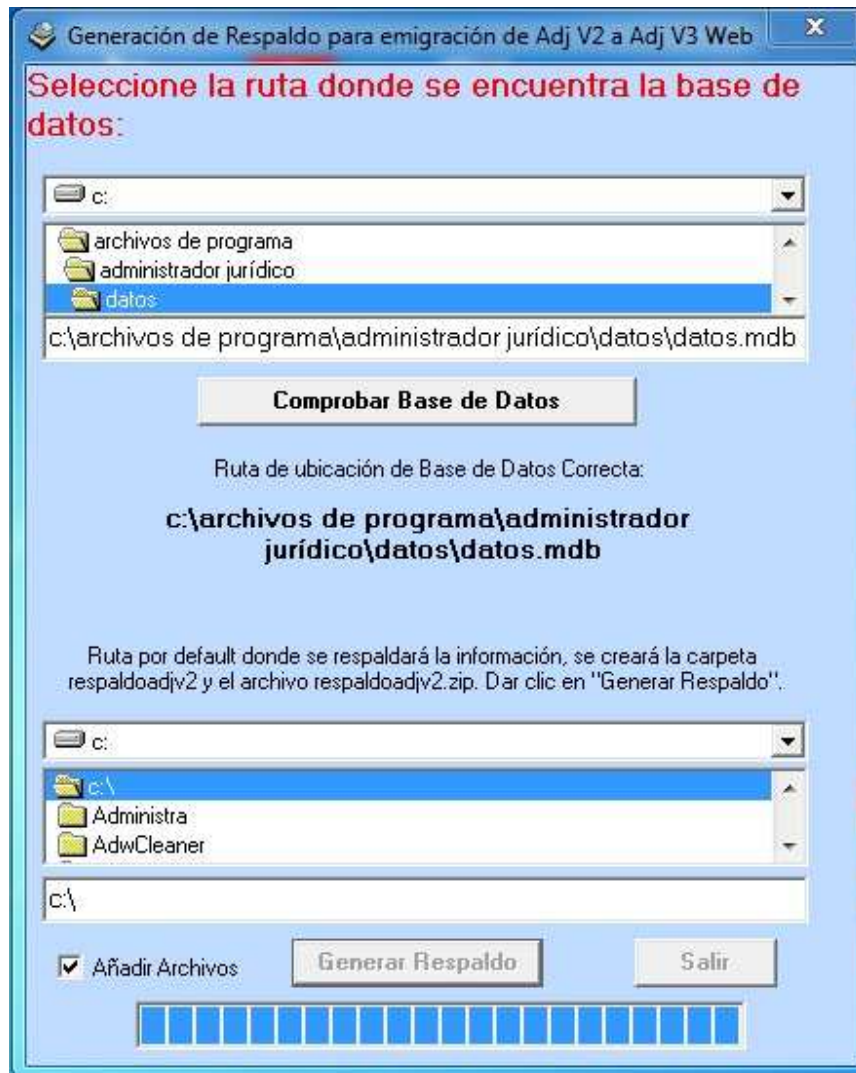 Generación de Respaldo para emigración de Adj V2 a Adj V3 Web
Seleccione la ruta donde se encuentra la base de
datos:
c:
archivos de programa
administrador jurídico
datos
c:\archivos de programa\administrador jurídico\datos\datos.mdb
Comprobar Base de Datos
Ruta de ubicación de Base de Datos Correcta:
c:\archivos de programa\administrador
jurídico\datos\datos.mdb
Ruta por default donde se respaldará la información, se creará la carpeta
respaldoadjv2 y el archivo respaldoadjv2.zip. Dar clic en "Generar Respaldo".
c:
c:\
Administra
AdwCleaner
c:\
Añadir Archivos Generar Respaldo Salir